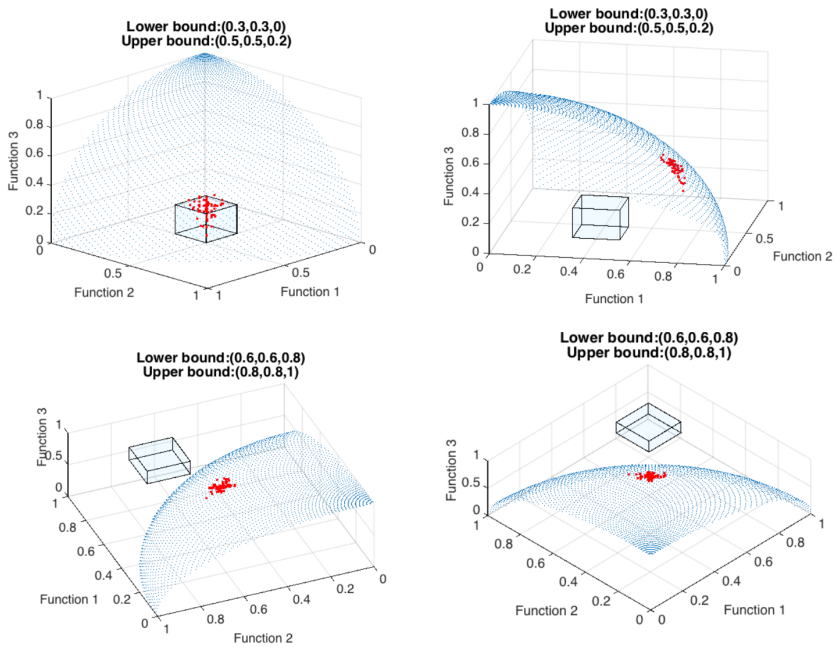 Lower bound:(0.3,0.3,0)
Upper bound:(0.5,0.5,0.2)
1
0.8
0.6
0.4
0.2
0
Function 3
0
0.5
1
Function 2
1
0.5
0
Function 1
Lower bound:(0.3,0.3,0)
Upper bound:(0.5,0.5,0.2)
1
0.8
0.6
0.4
0.2
0
Function 3
0
0.2
0.4
0.6
0.8
1
Function 1
0
0.5
1
Function 2
Lower bound:(0.6,0.6,0.8)
Upper bound:(0.8,0.8,1)
1
0.5
0
Function 3
1
0.8
0.6
0.4
0.2
0
Function 1
1
0.8
0.6
0.4
0.2
0
Function 2
Lower bound:(0.6,0.6,0.8)
Upper bound:(0.8,0.8,1)
1
0.5
0
Function 3
1
0.8
0.6
0.4
0.2
0
Function 2
0
0.2
0.4
0.6
0.8
1
Function 1